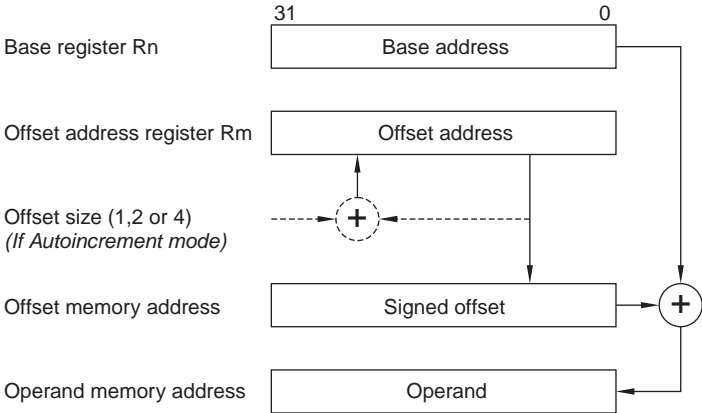 31 0
Base register Rn Base address
Offset address register Rm Offset address
Offset size (1,2 or 4) + 
(If Autoincrement mode)
Offset memory address Signed offset +
Operand memory address Operand